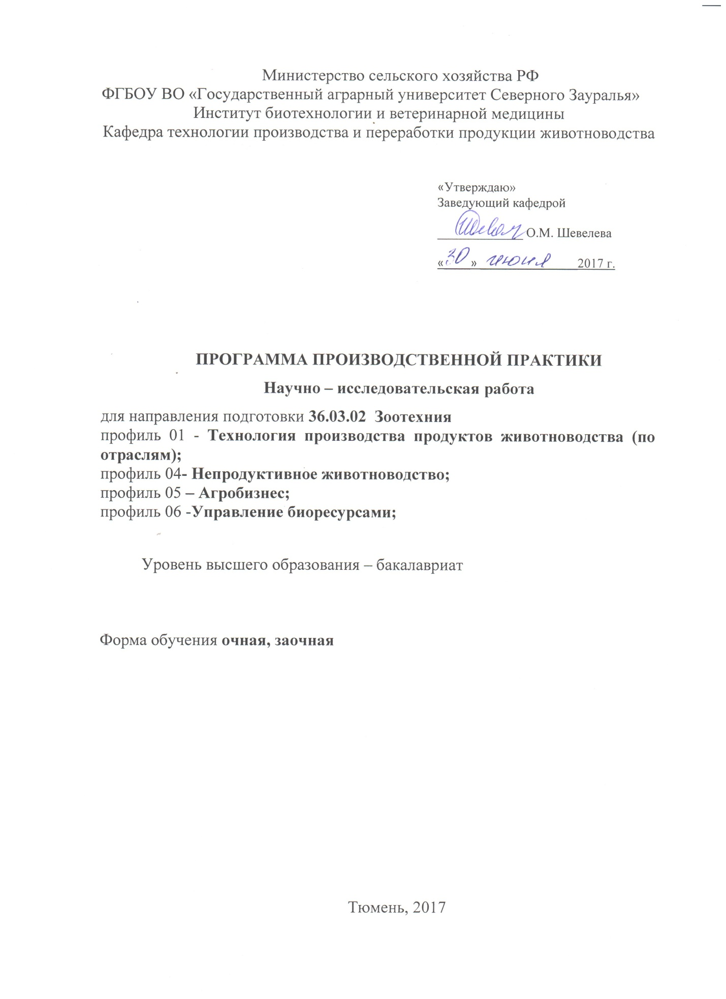 Министерство сельского хозяйства РФ
ФГБОУ ВО «Государственный аграрный университет Северного Зауралья»
Институт биотехнологии и ветеринарной медицины
Кафедра технологии производства и переработки продукции животноводства
«Утверждаю»
Заведующий кафедрой
О.М. Шевелева
«30» июня 2017 г.
ПРОГРАММА ПРОИЗВОДСТВЕННОЙ ПРАКТИКИ
Научно – исследовательская работа
для направления подготовки 36.03.02 Зоотехния
профиль 01 - Технология производства продуктов животноводства (по
отраслям);
профиль 04- Непродуктивное животноводство;
профиль 05 – Агробизнес;
профиль 06 -Управление биоресурсами;
Уровень высшего образования – бакалавриат
Форма обучения очная, заочная
Тюмень, 2017